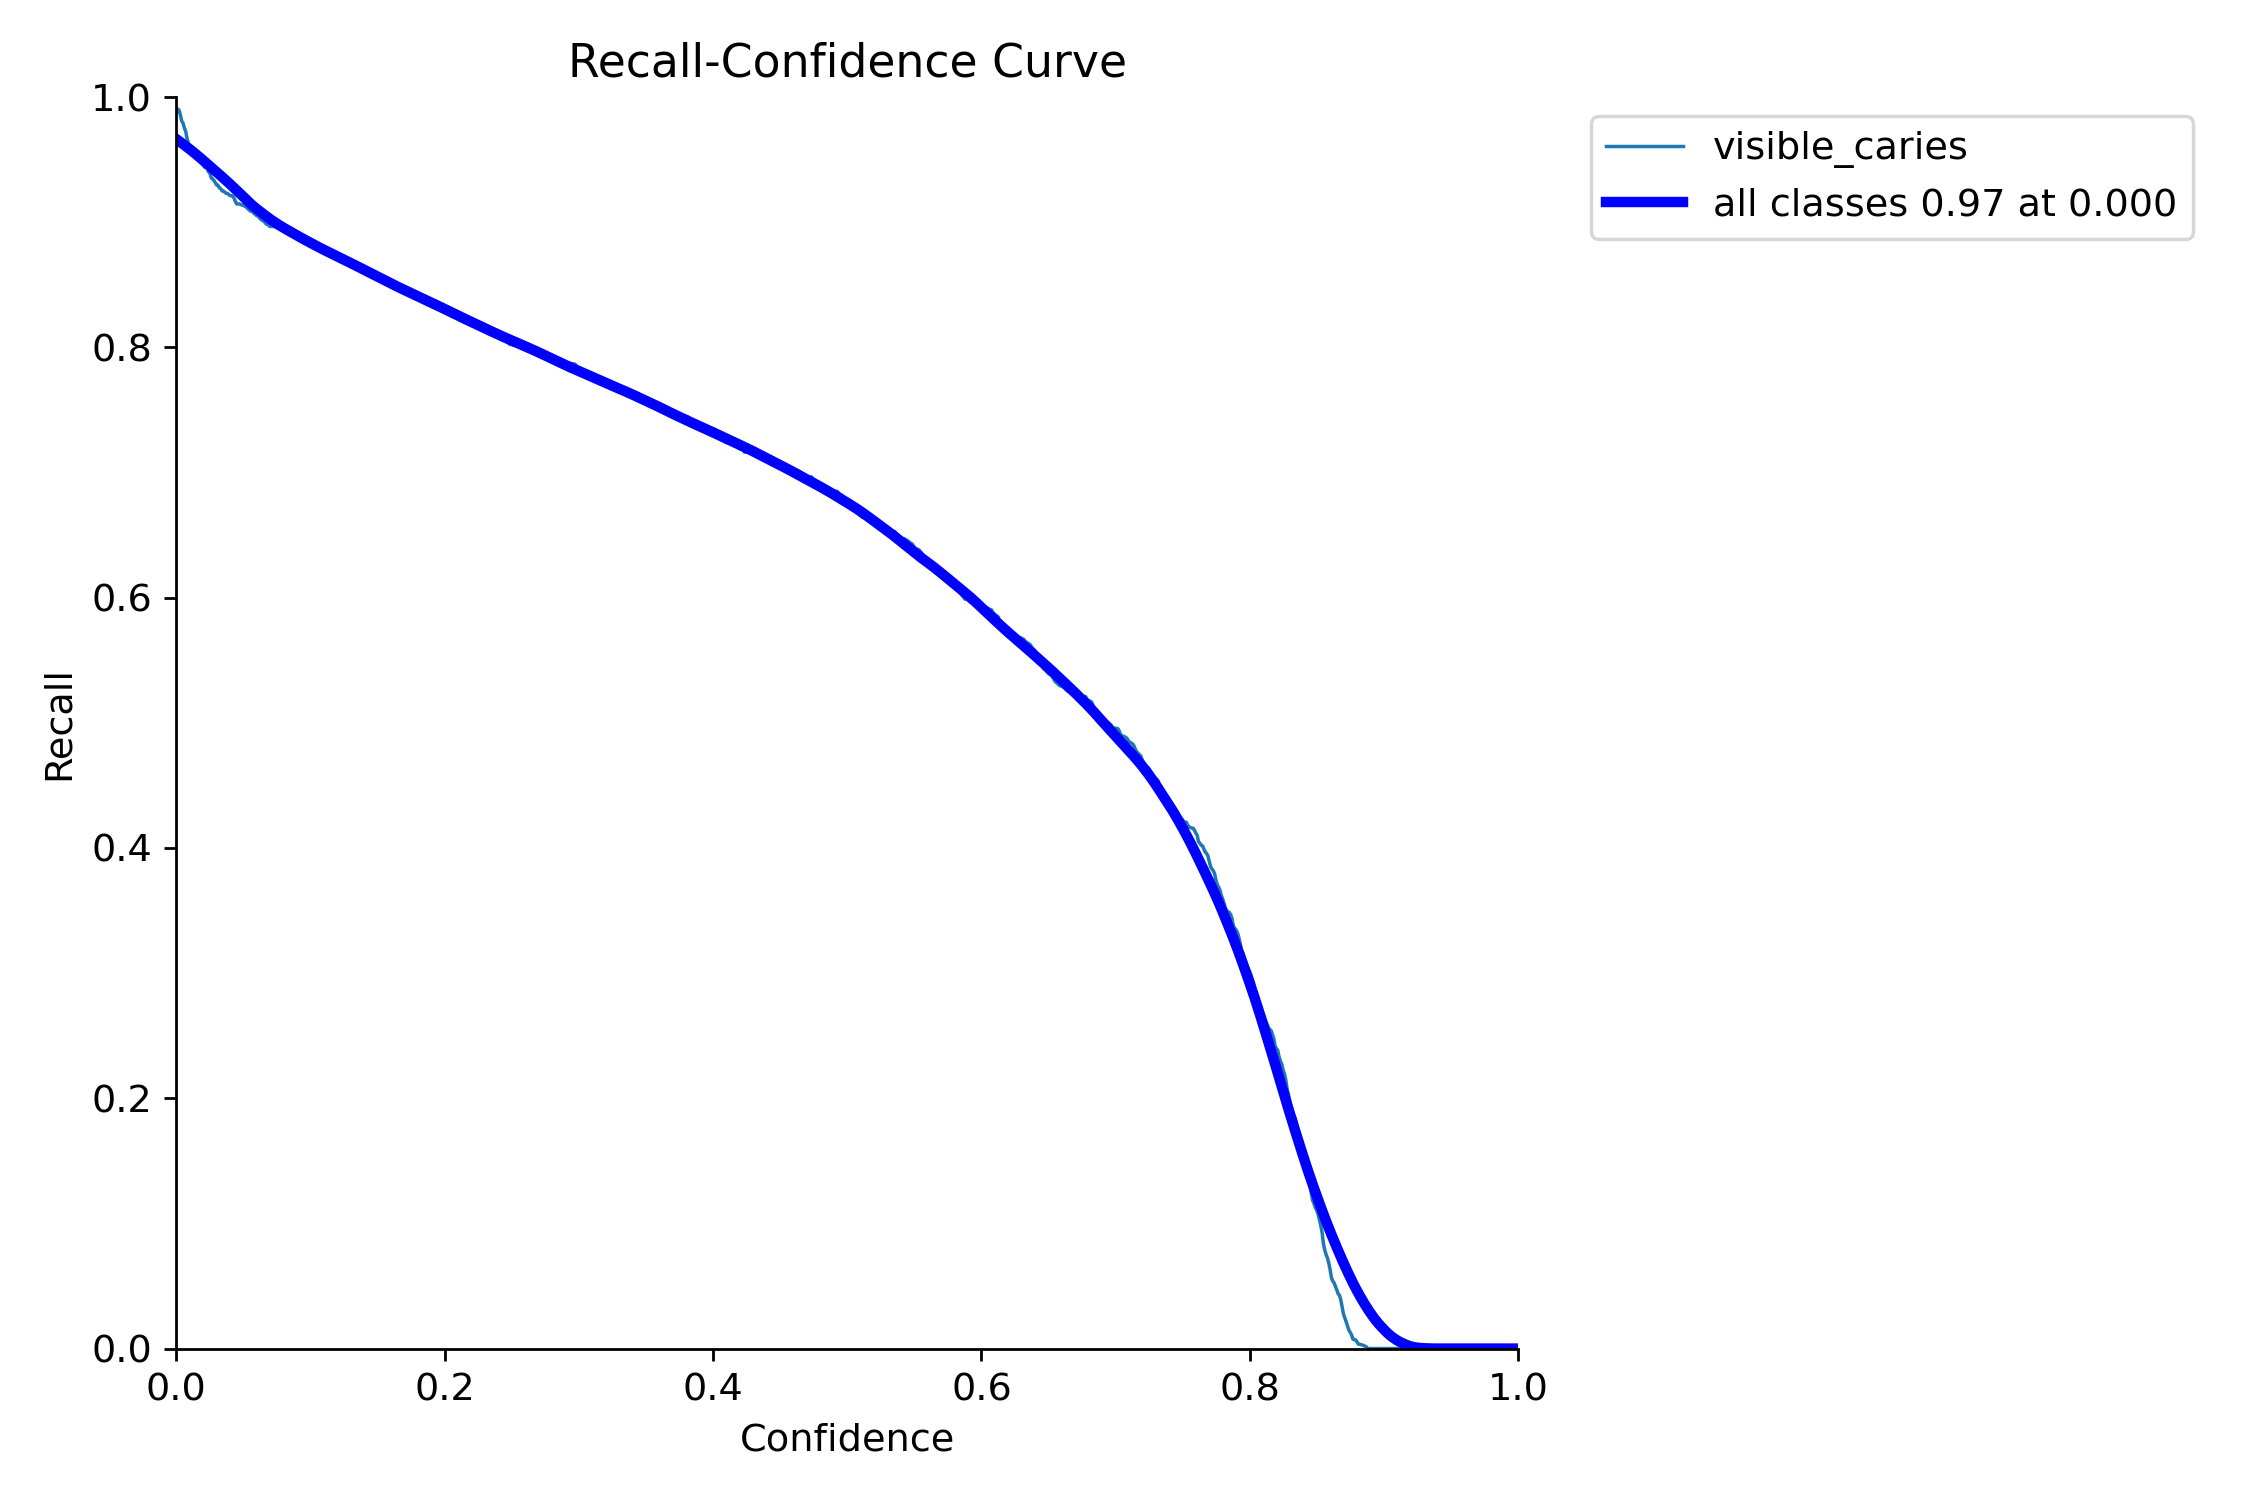 Recall-Confidence Curve
visible_caries
all classes 0.97 at 0.000
1.0
0.8
0.6
0.4
0.2
0.0
Recall
0.0 0.2 0.4 0.6 0.8 1.0
Confidence